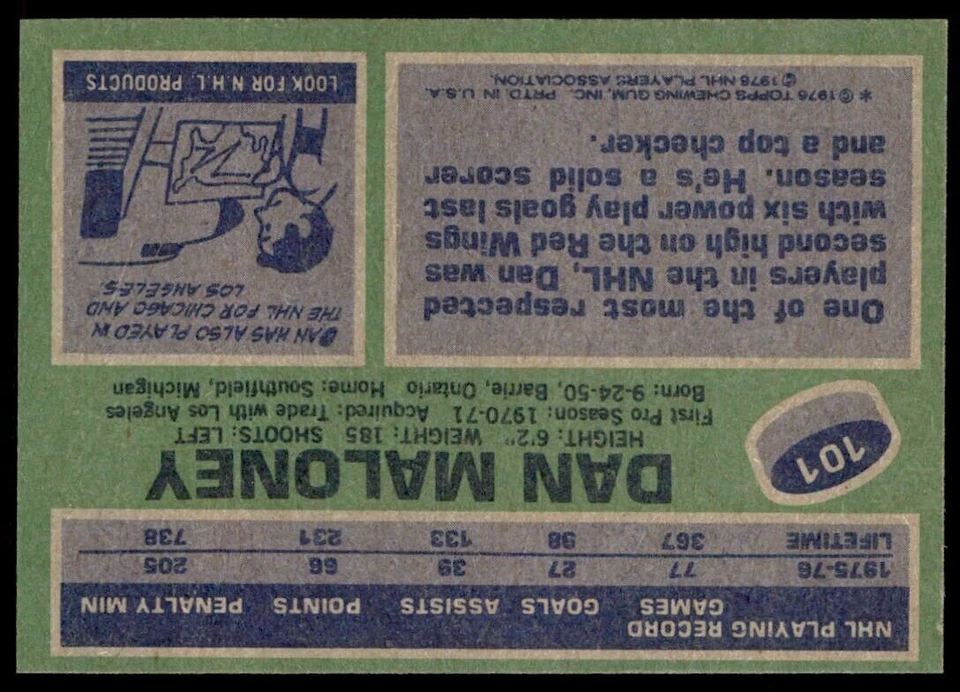 NHL PLAYING RECORD GAMES GOALS ASSISTS POINTS PENALTY MIN
1975-76 77 27 39 66 205
LIFETIME 367 98 133 231 738
101
DAN MALONEY
HEIGHT: 6'2" WEIGHT: 185 SHOOTS: LEFT
First Pro Season: 1970-71 Acquired: Trade with Los Angeles
Born: 9-24-50, Barrie, Ontario Home: Southfield, Michigan
One of the most respected
players in the NHL, Dan was
second high on the Red Wings
with six power play goals last
season. He's a solid scorer
and a top checker.
* © 1976 TOPPS CHEWING GUM, INC. PRTD. IN U.S.A.
© 1976 NHL PLAYERS ASSOCIATION.
DAN HAS ALSO PLAYED IN
THE NHL FOR CHICAGO AND
LOS ANGELES.
LOOK FOR N.H.L. PRODUCTS